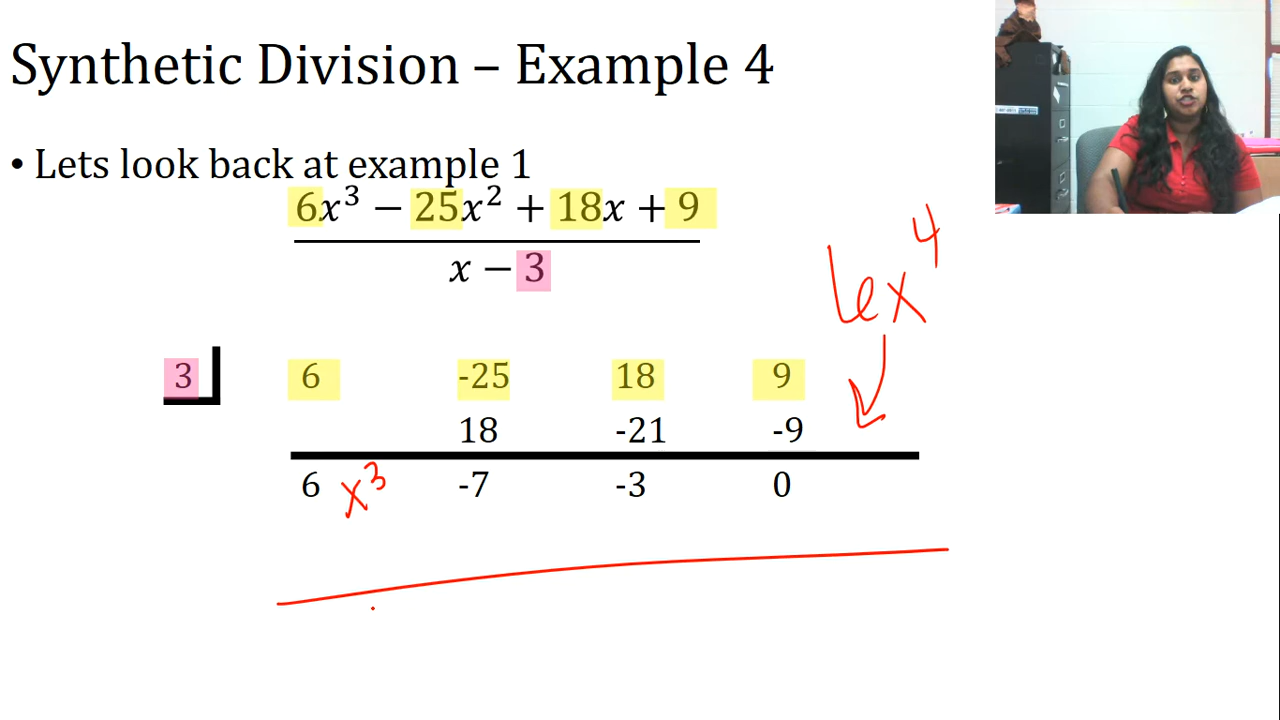 Synthetic Division – Example 4
• Lets look back at example 1
6x³ − 25x² + 18x + 9
x − 3
6x⁴
3 6 -25 18 9
18 -21 -9
6 x³ -7 -3 0